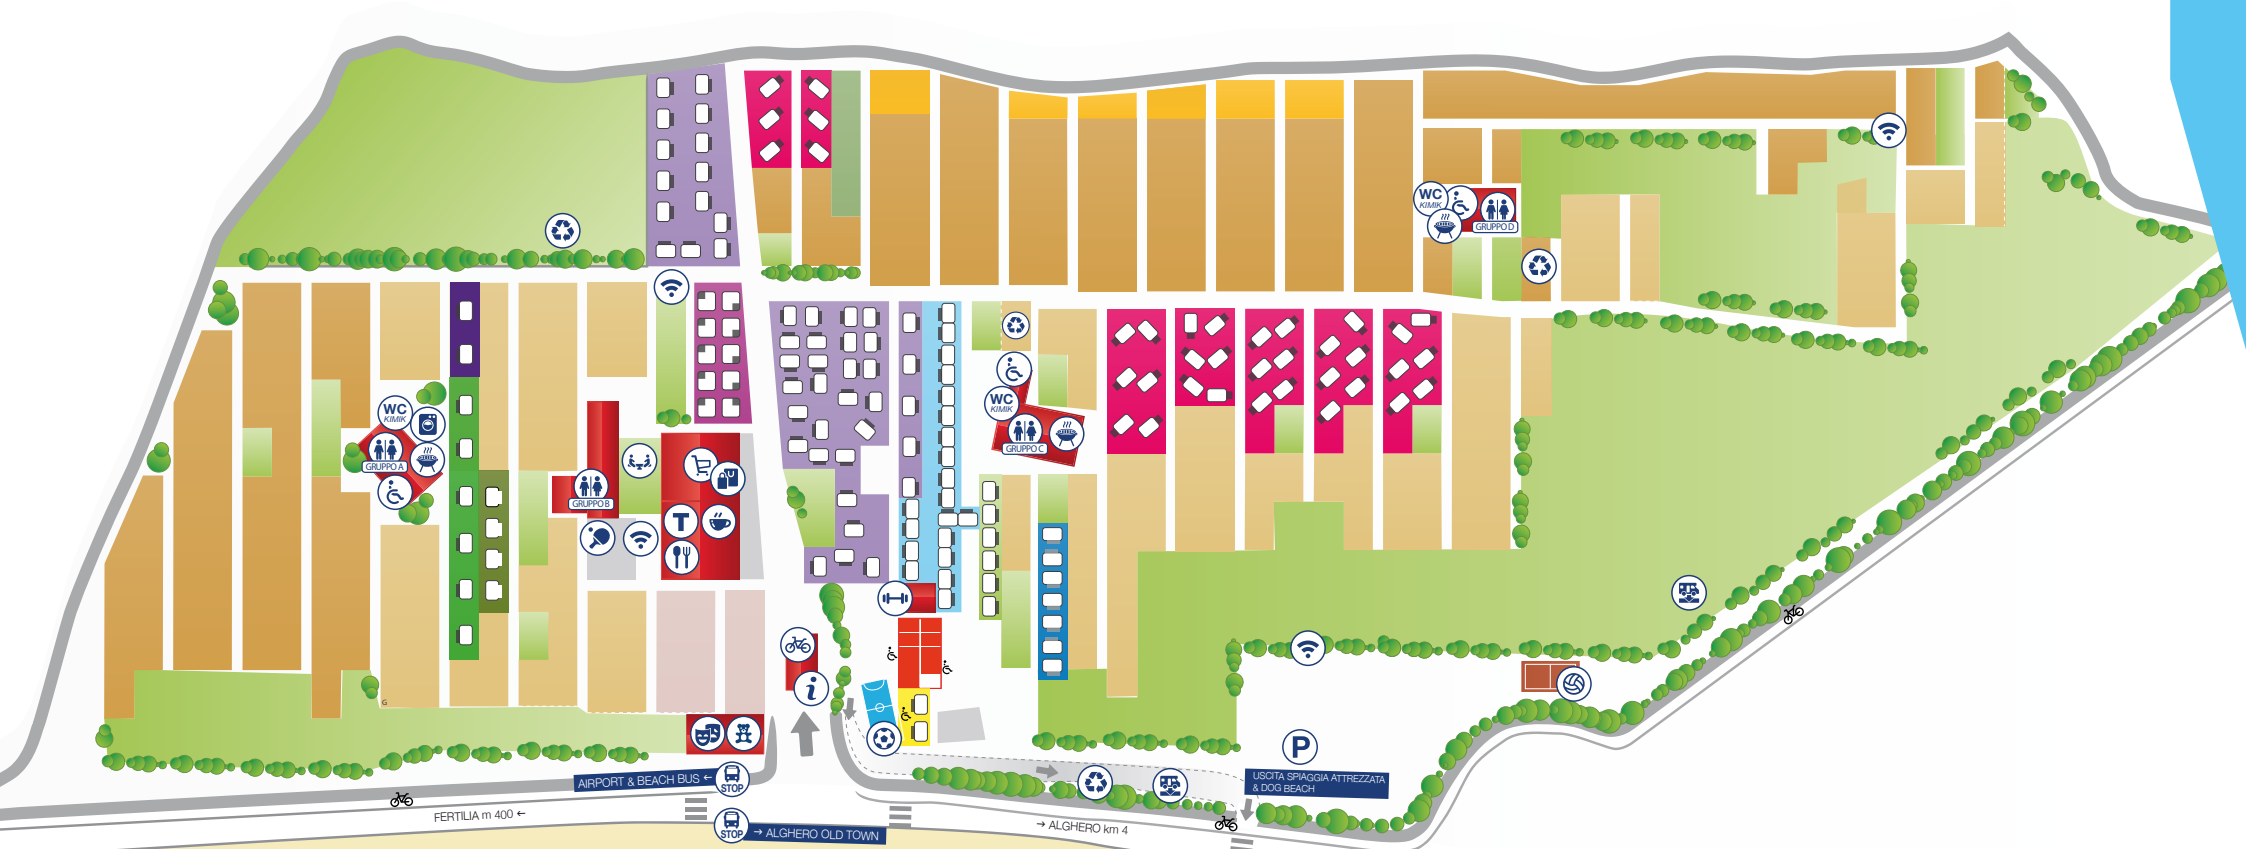 WC
KIMIK
GRUPPO D
WC
KIMIK
GRUPPO A
WC
KIMIK
GRUPPO C
GRUPPO B
T
i
G
P
AIRPORT & BEACH BUS ←
STOP
USCITA SPIAGGIA ATTREZZATA
& DOG BEACH
FERTILIA m 400 ←
STOP
→ ALGHERO OLD TOWN
→ ALGHERO km 4